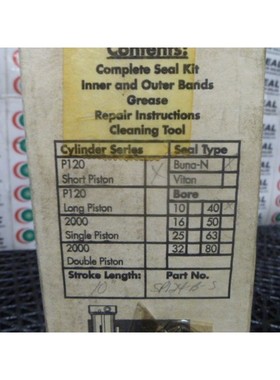 Contents:
Complete Seal Kit
Inner and Outer Bands
Grease
Repair Instructions
Cleaning Tool
Cylinder Series Seal Type
P120 Buna-N
Short Piston Viton
P120 Bore
Long Piston 10 40
2000 16 50
Single Piston 25 63
2000 32 80
Double Piston
Stroke Length: Part No.
10